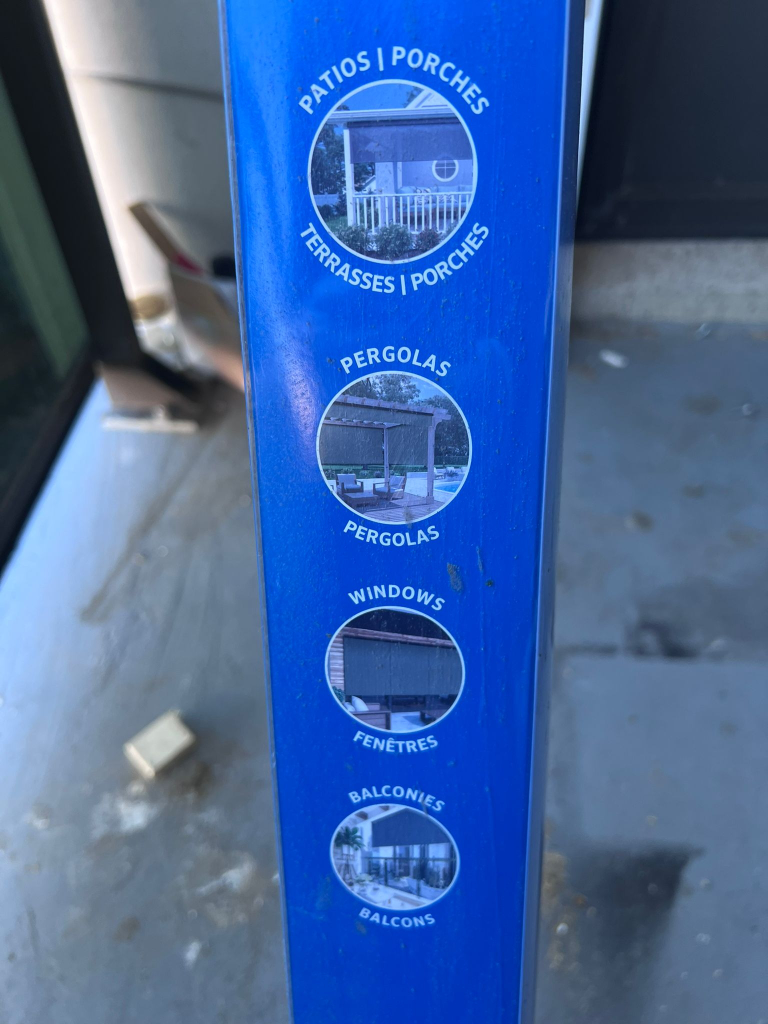 PATIOS | PORCHES
TERRASSES | PORCHES
PERGOLAS
PERGOLAS
WINDOWS
FENÊTRES
BALCONIES
BALCONS